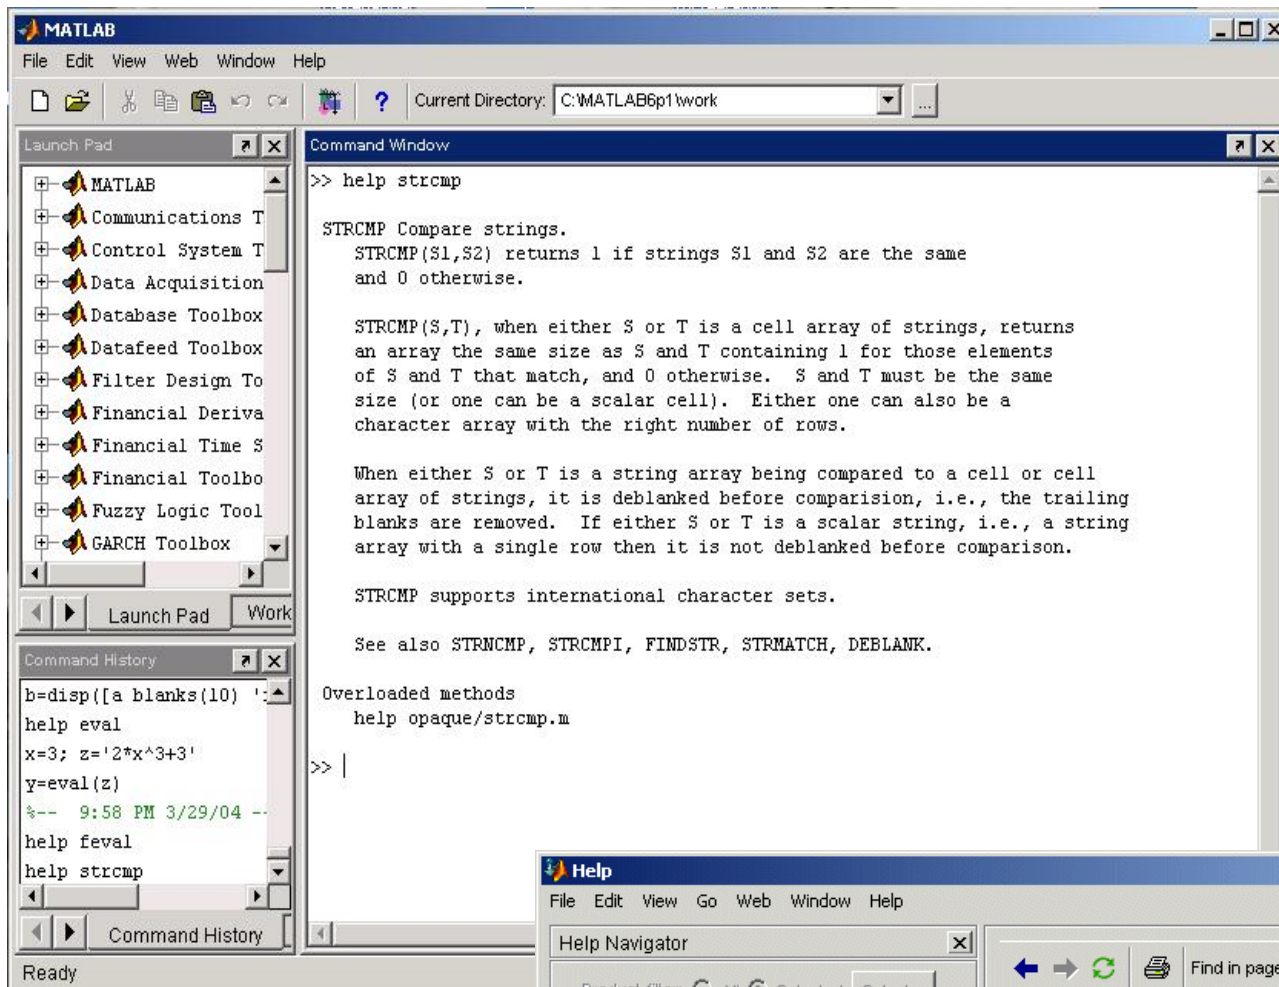 MATLAB
File Edit View Web Window Help
Current Directory: C:\MATLAB6p1\work
...
Launch Pad
MATLAB
Communications T
Control System T
Data Acquisition
Database Toolbox
Datafeed Toolbox
Filter Design To
Financial Deriva
Financial Time S
Financial Toolbo
Fuzzy Logic Tool
GARCH Toolbox
Launch Pad Work
Command History
b=disp([a blanks(10) ':
help eval
x=3; z='2*x^3+3'
y=eval(z)
%-- 9:58 PM 3/29/04 --
help feval
help strcmp
Command History
Ready
Command Window
>> help strcmp
STRCMP Compare strings.
STRCMP(S1,S2) returns 1 if strings S1 and S2 are the same
and 0 otherwise.
STRCMP(S,T), when either S or T is a cell array of strings, returns
an array the same size as S and T containing 1 for those elements
of S and T that match, and 0 otherwise. S and T must be the same
size (or one can be a scalar cell). Either one can also be a
character array with the right number of rows.
When either S or T is a string array being compared to a cell or cell
array of strings, it is deblanked before comparision, i.e., the trailing
blanks are removed. If either S or T is a scalar string, i.e., a string
array with a single row then it is not deblanked before comparison.
STRCMP supports international character sets.
See also STRNCMP, STRCMPI, FINDSTR, STRMATCH, DEBLANK.
Overloaded methods
help opaque/strcmp.m
>>
Help
File Edit View Go Web Window Help
Help Navigator
Find in page